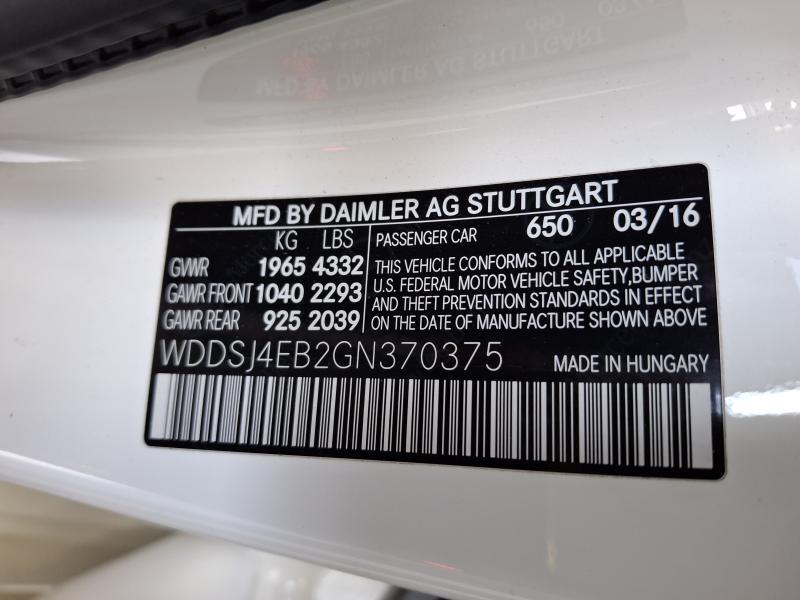 MFD BY DAIMLER AG STUTTGART
KG LBS
GVWR 1965 4332
GAWR FRONT 1040 2293
GAWR REAR 925 2039
PASSENGER CAR 650 03/16
THIS VEHICLE CONFORMS TO ALL APPLICABLE
U.S. FEDERAL MOTOR VEHICLE SAFETY,BUMPER
AND THEFT PREVENTION STANDARDS IN EFFECT
ON THE DATE OF MANUFACTURE SHOWN ABOVE
WDDSJ4EB2GN370375 MADE IN HUNGARY